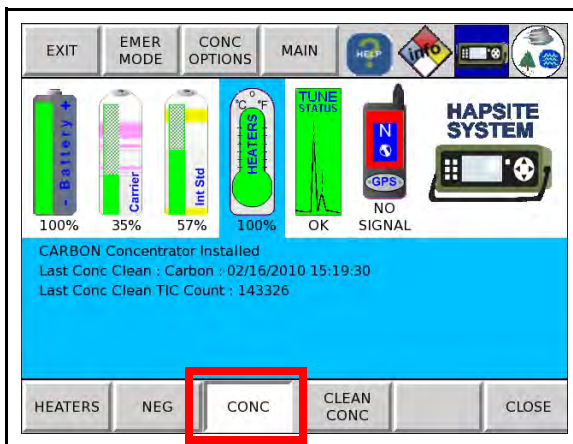 EXIT
EMER
MODE
CONC
OPTIONS
MAIN
HELP
info
- Battery +
100%
Carrier
35%
Int Std
57%
°C °F
HEATERS
100%
TUNE
STATUS
OK
N
GPS
NO
SIGNAL
HAPSITE
SYSTEM
CARBON Concentrator Installed
Last Conc Clean : Carbon : 02/16/2010 15:19:30
Last Conc Clean TIC Count : 143326
HEATERS
NEG
CONC
CLEAN
CONC
CLOSE